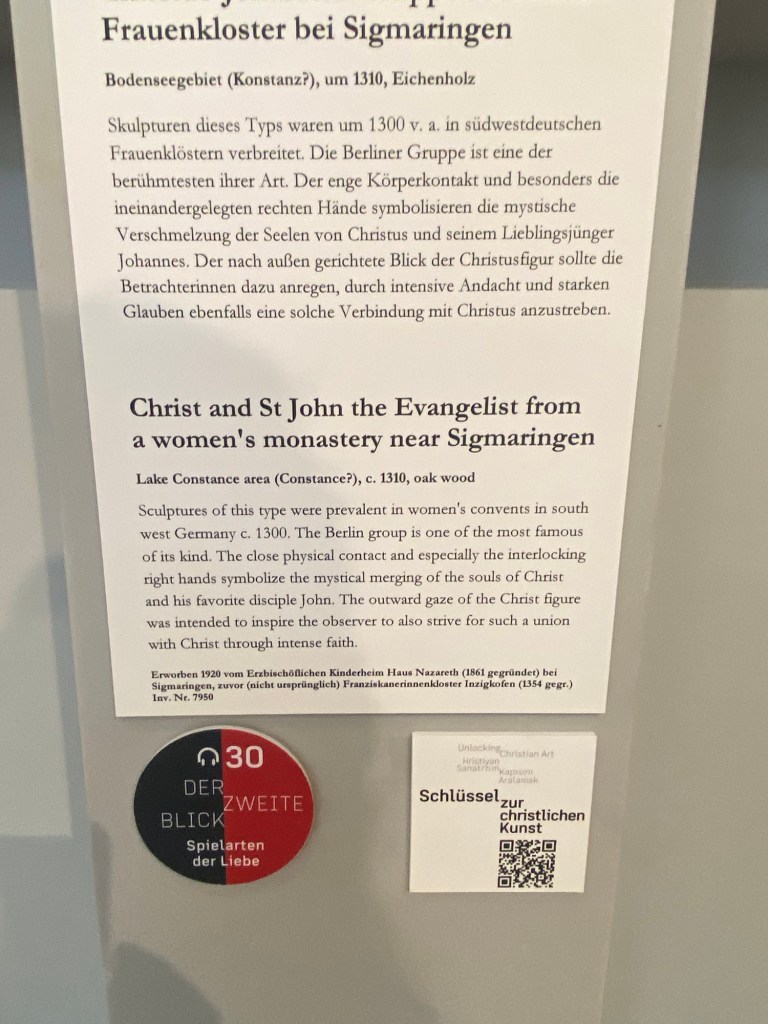 Frauenkloster bei Sigmaringen
Bodenseegebiet (Konstanz?), um 1310, Eichenholz
Skulpturen dieses Typs waren um 1300 v. a. in südwestdeutschen
Frauenklöstern verbreitet. Die Berliner Gruppe ist eine der
berühmtesten ihrer Art. Der enge Körperkontakt und besonders die
ineinandergelegten rechten Hände symbolisieren die mystische
Verschmelzung der Seelen von Christus und seinem Lieblingsjünger
Johannes. Der nach außen gerichtete Blick der Christusfigur sollte die
Betrachterinnen dazu anregen, durch intensive Andacht und starken
Glauben ebenfalls eine solche Verbindung mit Christus anzustreben.
Christ and St John the Evangelist from
a women's monastery near Sigmaringen
Lake Constance area (Constance?), c. 1310, oak wood
Sculptures of this type were prevalent in women's convents in south
west Germany c. 1300. The Berlin group is one of the most famous
of its kind. The close physical contact and especially the interlocking
right hands symbolize the mystical merging of the souls of Christ
and his favorite disciple John. The outward gaze of the Christ figure
was intended to inspire the observer to also strive for such a union
with Christ through intense faith.
Erworben 1920 vom Erzbischöflichen Kinderheim Haus Nazareth (1861 gegründet) bei
Sigmaringen, zuvor (nicht ursprünglich) Franziskanerinnenkloster Inzigkofen (1354 gegr.)
Inv. Nr. 7950
30
DER
ZWEITE
BLICK
Spielarten
der Liebe
Unlocking
Christian Art
Hristiyan
Kapısını
Aralamak
Schlüssel
zur
christlichen
Kunst